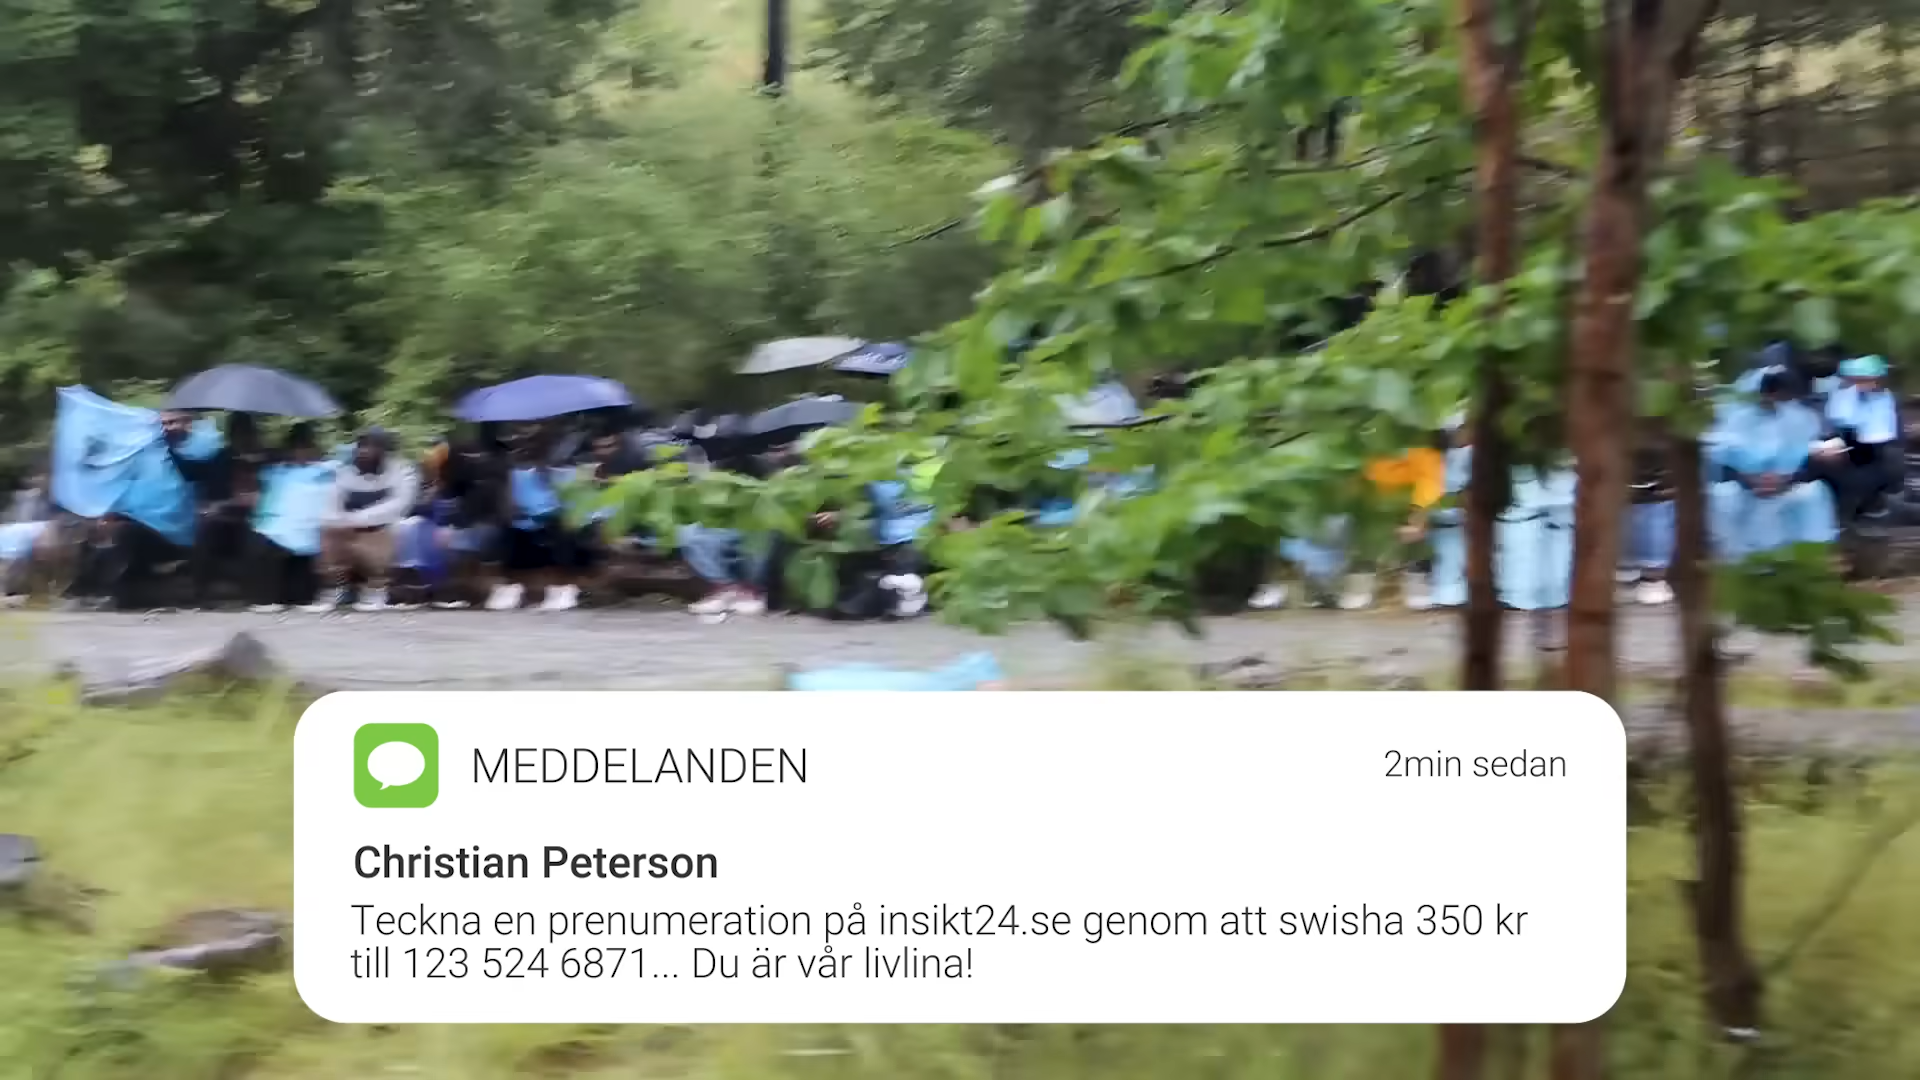 MEDDELANDEN
2min sedan
Christian Peterson
Teckna en prenumeration på insikt24.se genom att swisha 350 kr
till 123 524 6871... Du är vår livlina!